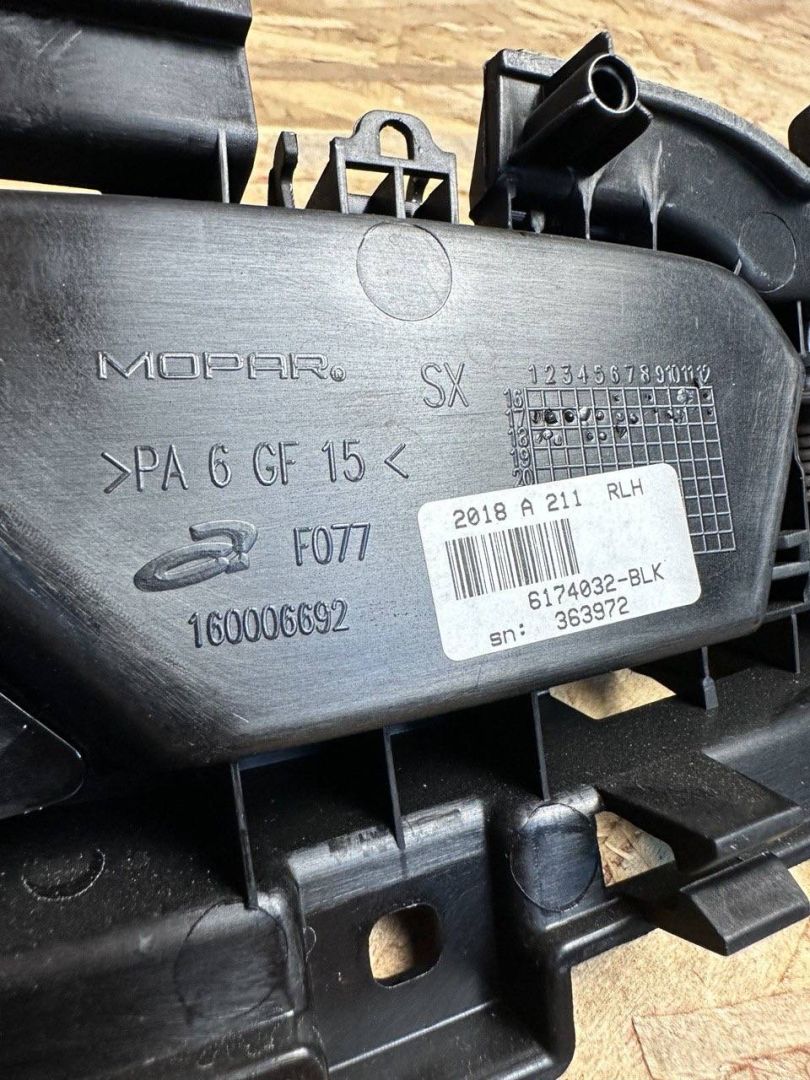 MOPAR®
SX
1 2 3 4 5 6 7 8 9 10 11 12
16
17
18
19
20
>PA 6 GF 15<
F077
160006692
2018 A 211 RLH
6174032-BLK
sn: 363972